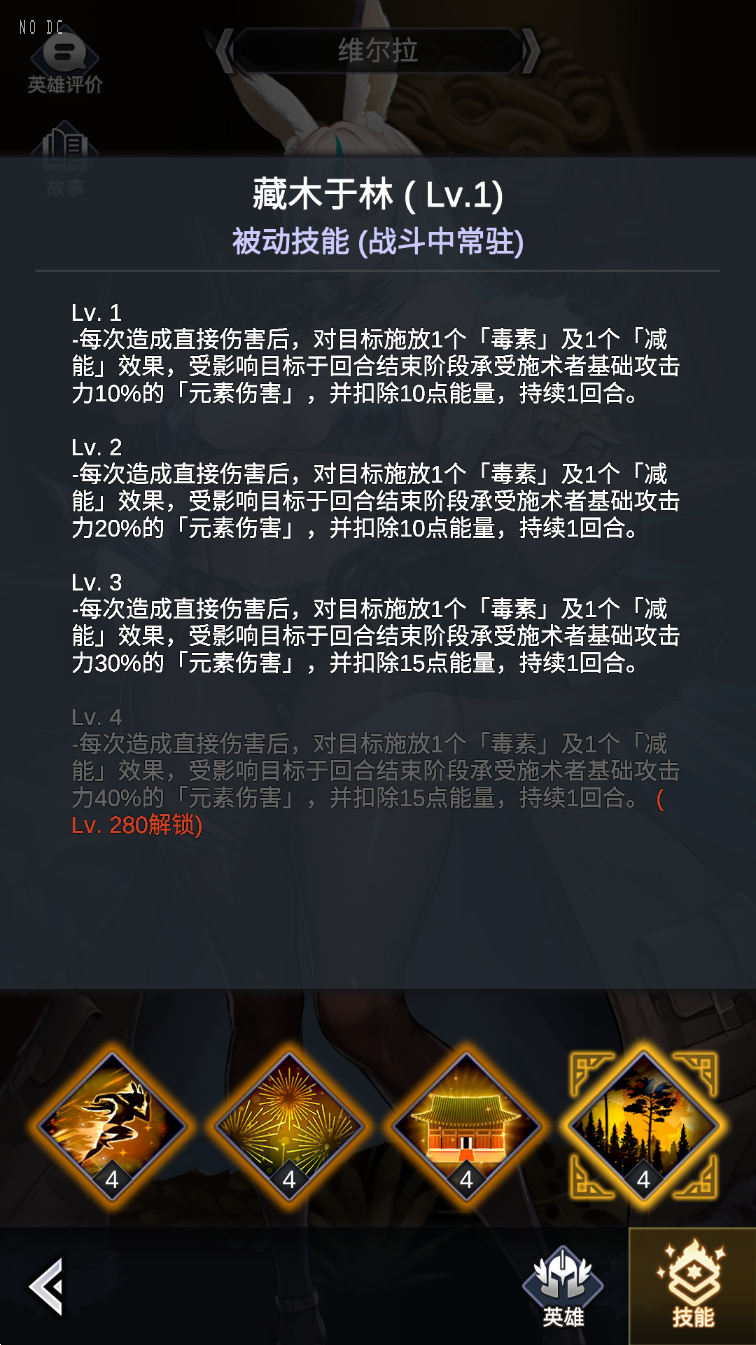 NO DC
维尔拉
英雄评价
故事
藏木于林 ( Lv.1)
被动技能 (战斗中常驻)
Lv. 1
-每次造成直接伤害后，对目标施放1个「毒素」及1个「减
能」效果，受影响目标于回合结束阶段承受施术者基础攻击
力10%的「元素伤害」，并扣除10点能量，持续1回合。
Lv. 2
-每次造成直接伤害后，对目标施放1个「毒素」及1个「减
能」效果，受影响目标于回合结束阶段承受施术者基础攻击
力20%的「元素伤害」，并扣除10点能量，持续1回合。
Lv. 3
-每次造成直接伤害后，对目标施放1个「毒素」及1个「减
能」效果，受影响目标于回合结束阶段承受施术者基础攻击
力30%的「元素伤害」，并扣除15点能量，持续1回合。
Lv. 4
-每次造成直接伤害后，对目标施放1个「毒素」及1个「减
能」效果，受影响目标于回合结束阶段承受施术者基础攻击
力40%的「元素伤害」，并扣除15点能量，持续1回合。 (
Lv. 280解锁)
4
4
4
4
英雄
技能